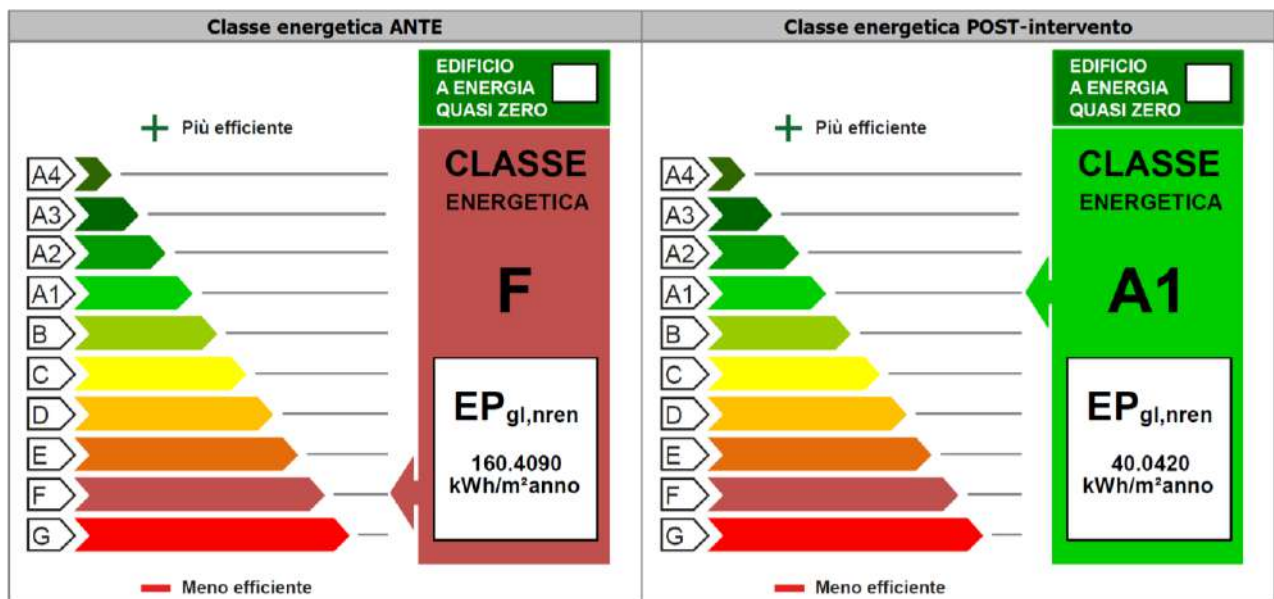 Classe energetica ANTE
EDIFICIO
A ENERGIA
QUASI ZERO
Più efficiente
A4
A3
A2
A1
B
C
D
E
F
G
CLASSE
ENERGETICA
F
EPgl,nren
160.4090
kWh/m²anno
Meno efficiente
Classe energetica POST-intervento
EDIFICIO
A ENERGIA
QUASI ZERO
Più efficiente
A4
A3
A2
A1
B
C
D
E
F
G
CLASSE
ENERGETICA
A1
EPgl,nren
40.0420
kWh/m²anno
Meno efficiente